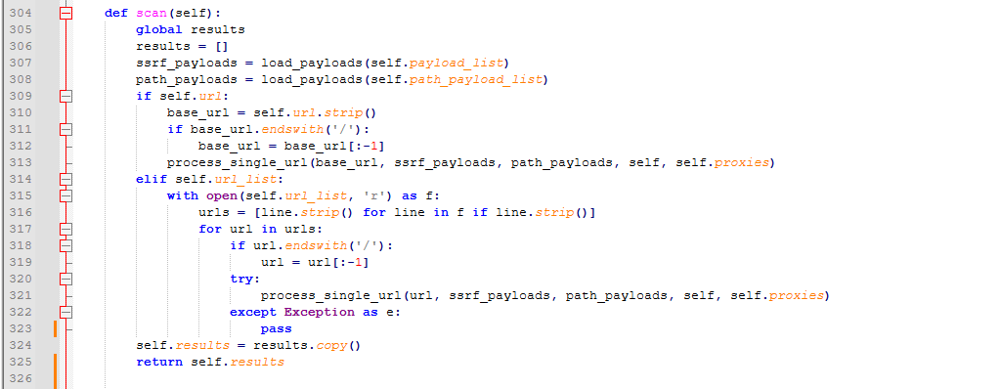 304 def scan(self):
305 global results
306 results = []
307 ssrf_payloads = load_payloads(self.payload_list)
308 path_payloads = load_payloads(self.path_payload_list)
309 if self.url:
310 base_url = self.url.strip()
311 if base_url.endswith('/'):
312 base_url = base_url[:-1]
313 process_single_url(base_url, ssrf_payloads, path_payloads, self, self.proxies)
314 elif self.url_list:
315 with open(self.url_list, 'r') as f:
316 urls = [line.strip() for line in f if line.strip()]
317 for url in urls:
318 if url.endswith('/'):
319 url = url[:-1]
320 try:
321 process_single_url(url, ssrf_payloads, path_payloads, self, self.proxies)
322 except Exception as e:
323 pass
324 self.results = results.copy()
325 return self.results
326